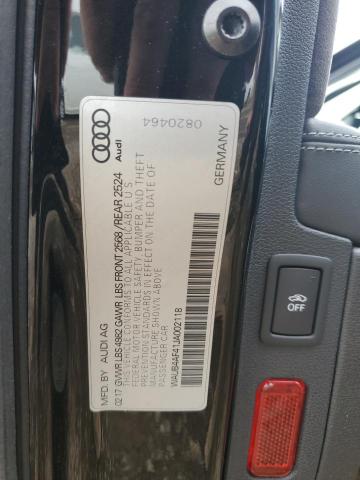 Audi
0820464
GERMANY
MFD. BY AUDI AG
02 17 GVWR LBS 4982 GAWR LBS FRONT 2568 / REAR 2524
THIS VEHICLE CONFORMS TO ALL APPLICABLE U S
FEDERAL MOTOR VEHICLE SAFETY, BUMPER AND THEFT
PREVENTION STANDARDS IN EFFECT ON THE DATE OF
MANUFACTURE SHOWN ABOVE
PASSENGER CAR
WAUB4AF41JA002118